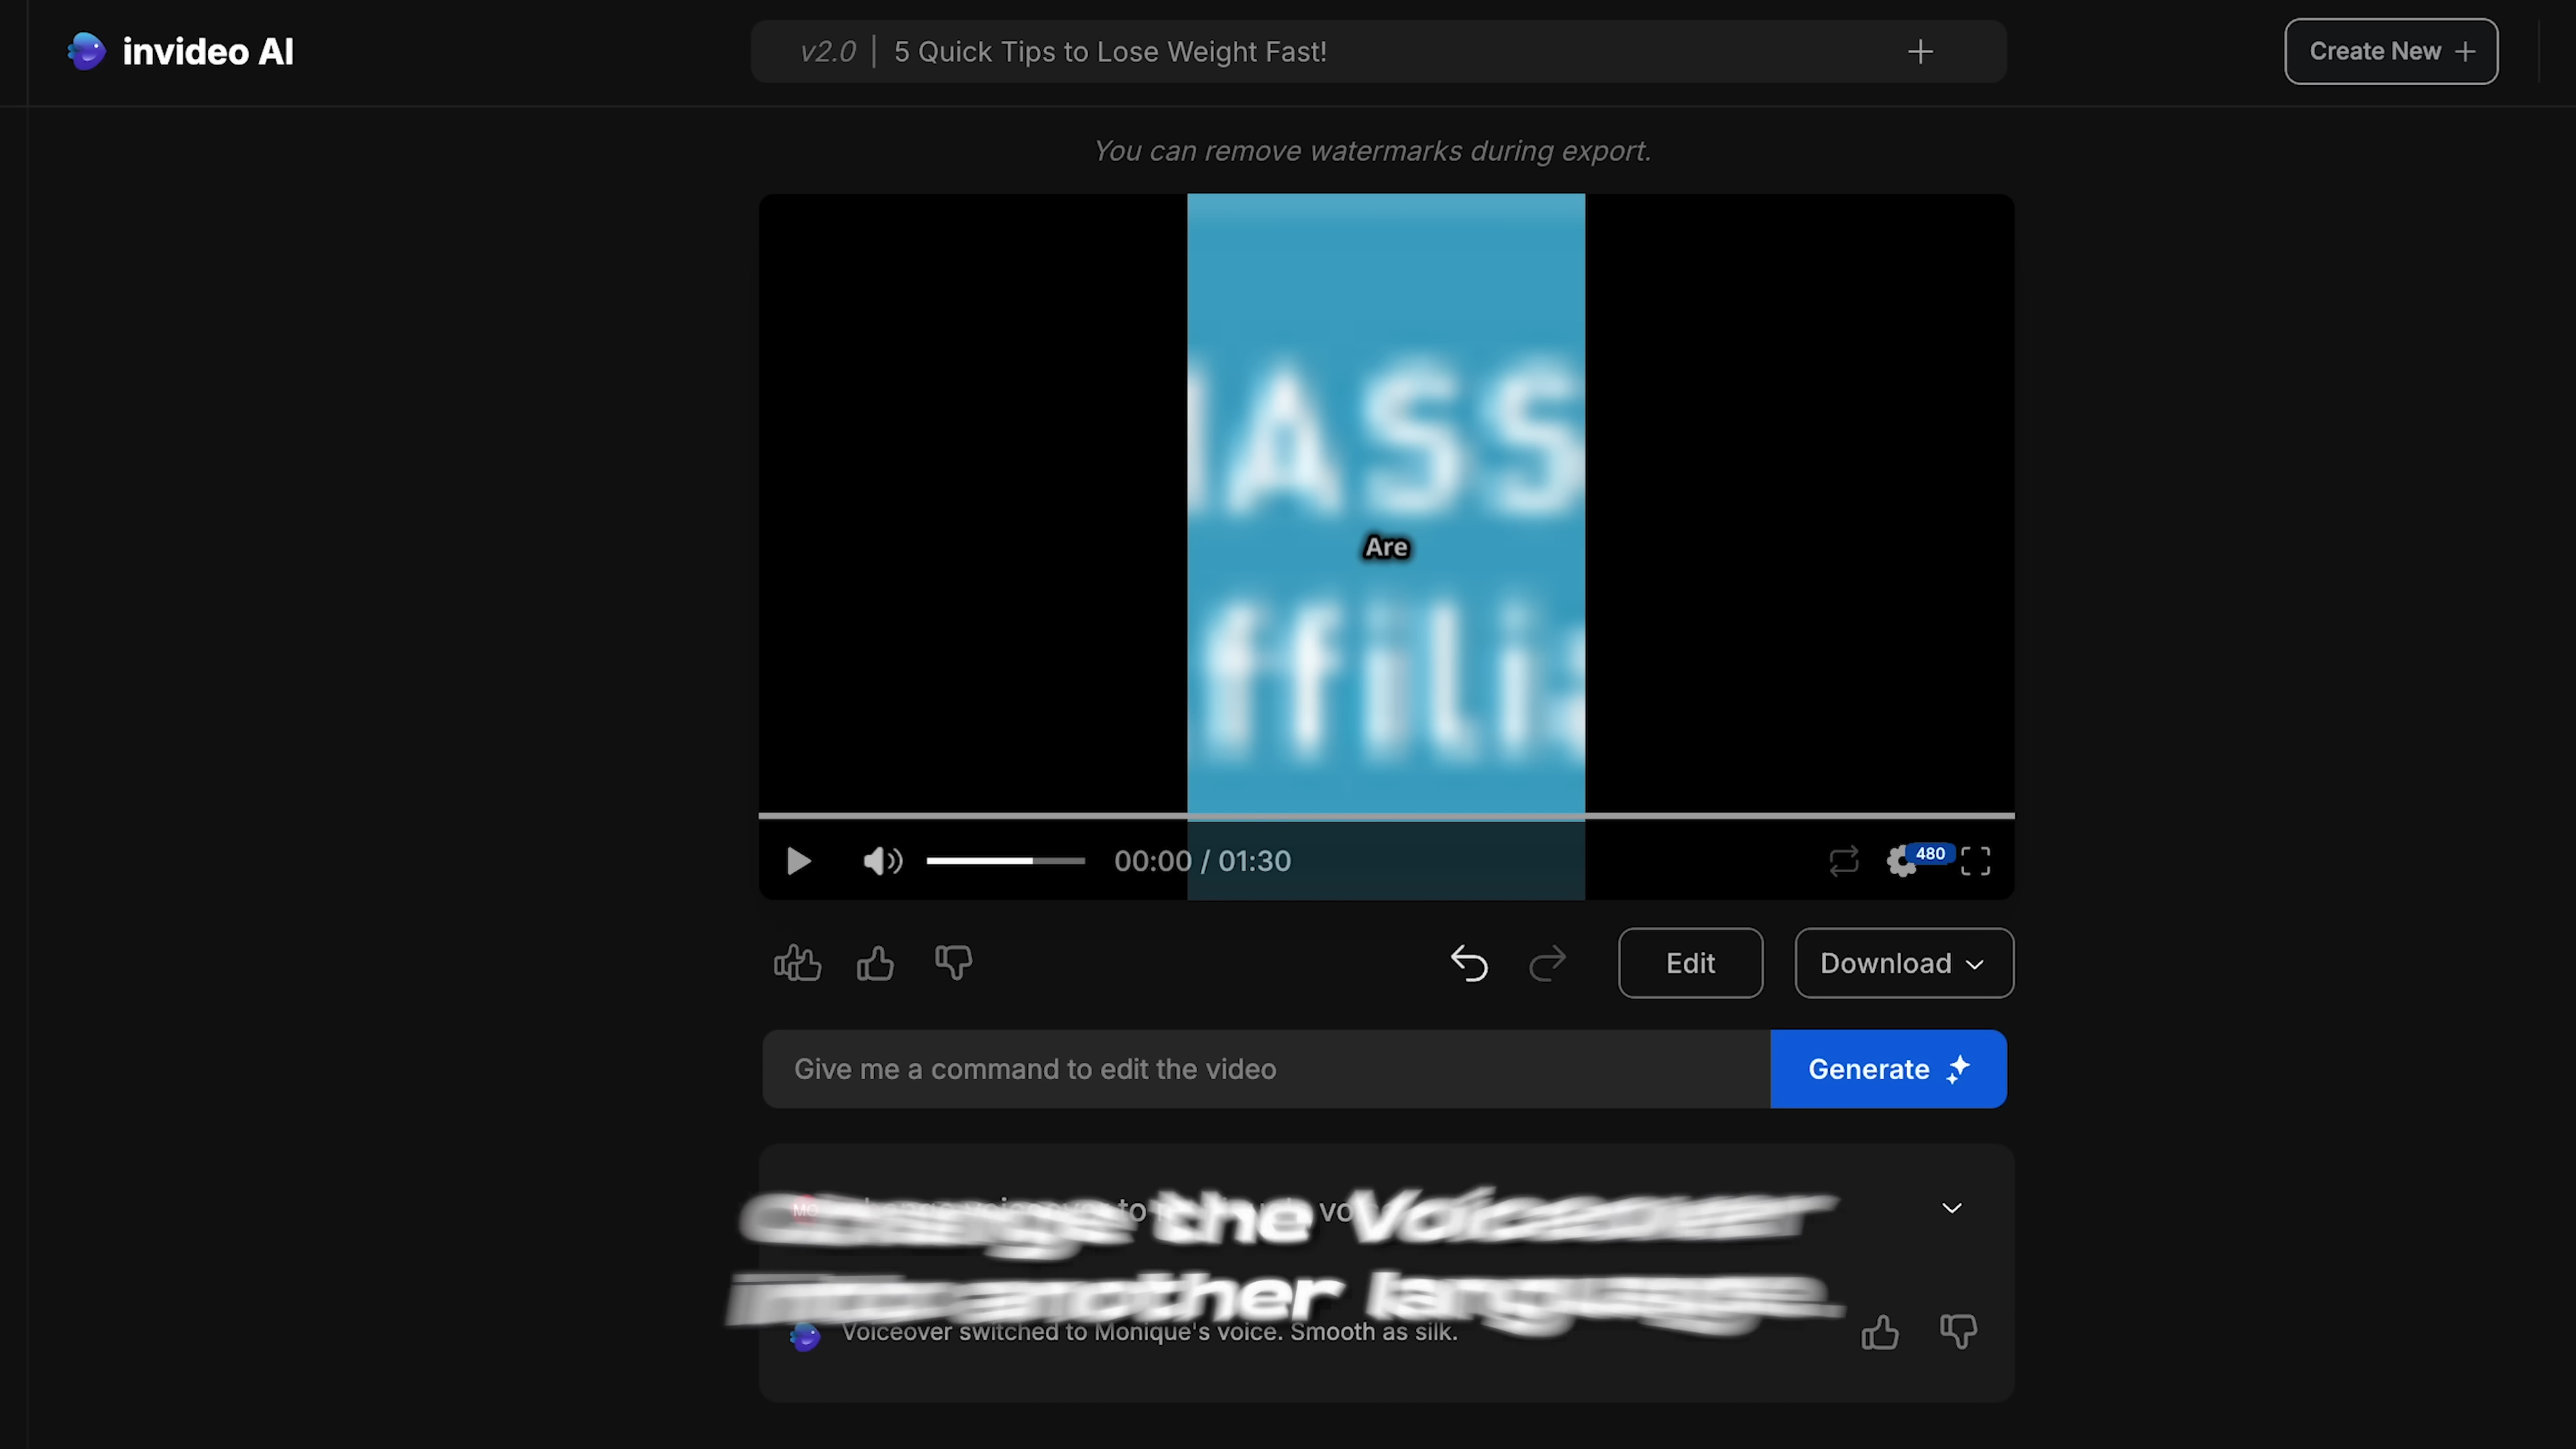 invideo AI
v2.0 | 5 Quick Tips to Lose Weight Fast!
Create New +
You can remove watermarks during export.
ASS
Are
ffilia
00:00 / 01:30
480
Edit
Download
Give me a command to edit the video
Generate
Change the Voiceover
into another language
Voiceover switched to Monique's voice. Smooth as silk.